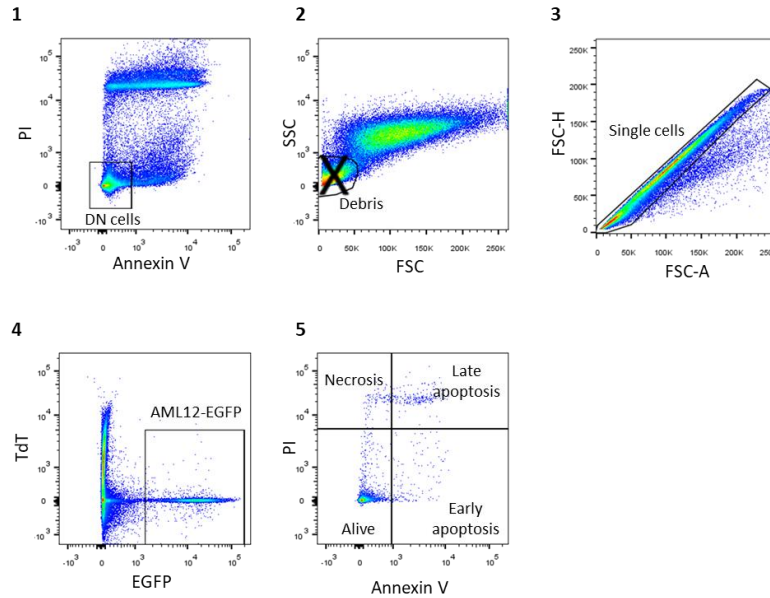 1
2
3
10⁵
10⁴
10³
0
-10³
PI
DN cells
-10³
0
10³
10⁴
10⁵
Annexin V
10⁵
10⁴
10³
0
-10³
SSC
Debris
0
50K
100K
150K
200K
250K
FSC
250K
200K
150K
100K
50K
0
FSC-H
Single cells
0
50K
100K
150K
200K
250K
FSC-A
4
5
10⁵
10⁴
10³
0
-10³
TdT
AML12-EGFP
-10³
0
10³
10⁴
10⁵
EGFP
10⁵
10⁴
10³
0
-10³
PI
Necrosis
Late
apoptosis
Alive
Early
apoptosis
-10³
0
10³
10⁴
10⁵
Annexin V